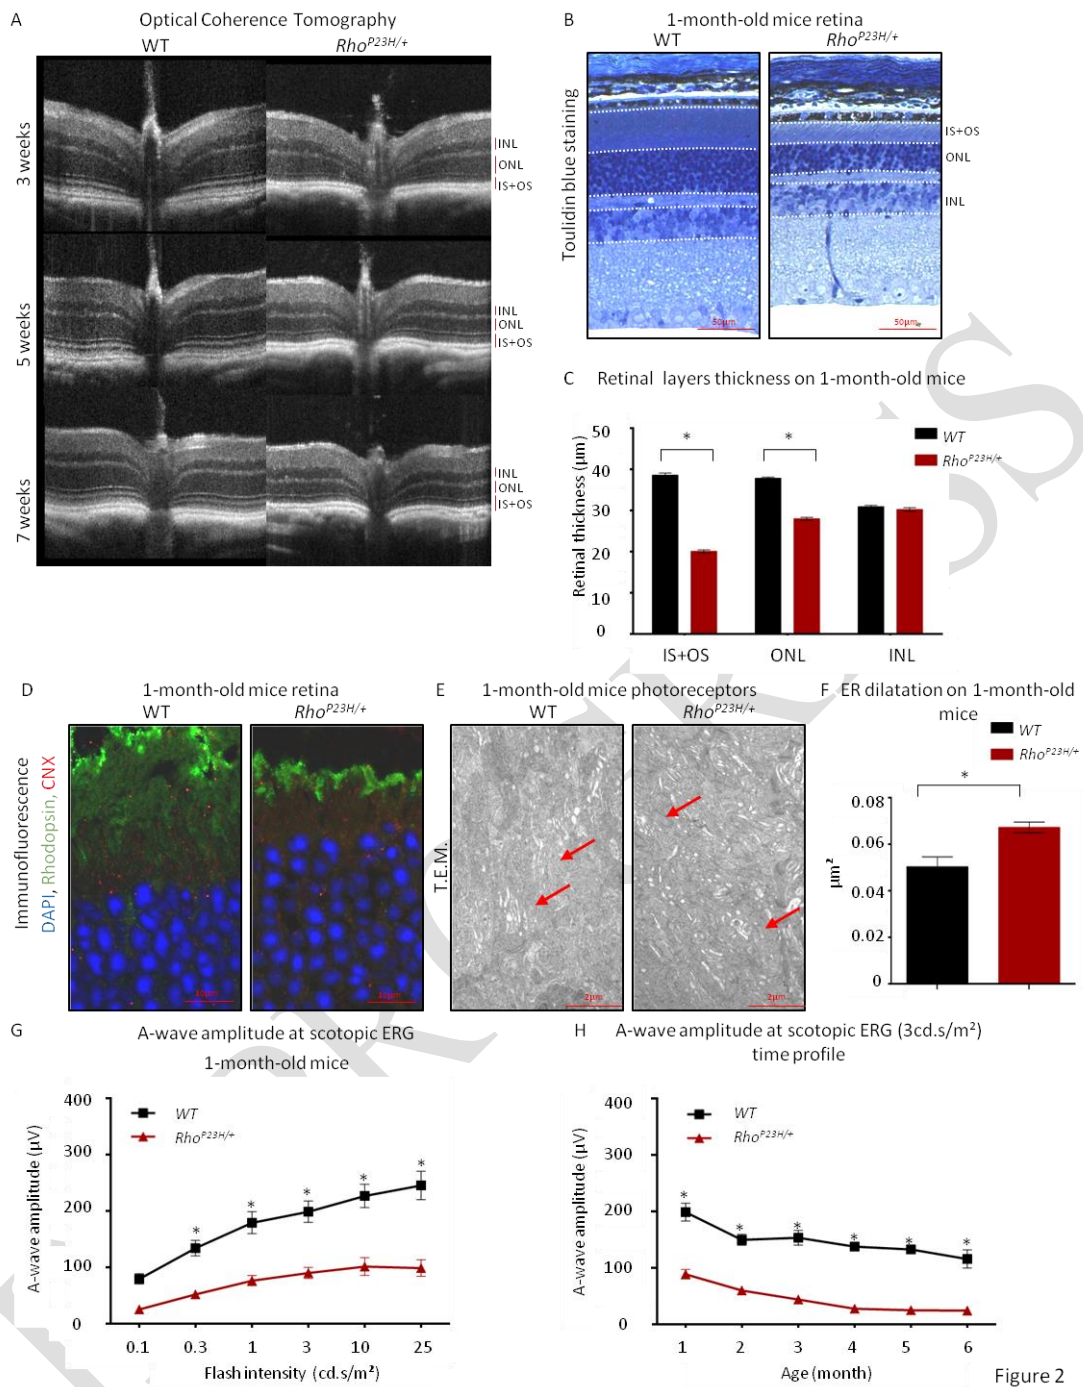 A
Optical Coherence Tomography
WT
Rho^P23H/+
3 weeks
INL
ONL
IS+OS
5 weeks
INL
ONL
IS+OS
7 weeks
INL
ONL
IS+OS
B
1-month-old mice retina
WT
Rho^P23H/+
Toulidin blue staining
IS+OS
ONL
INL
50µm
50µm
C
Retinal layers thickness on 1-month-old mice
Retinal thickness (µm)
50
40
30
20
10
0
*
*
WT
Rho^P23H/+
IS+OS
ONL
INL
D
1-month-old mice retina
WT
Rho^P23H/+
Immunofluorescence
DAPI, Rhodopsin, CNX
10µm
10µm
E
1-month-old mice photoreceptors
WT
Rho^P23H/+
T.E.M.
2µm
2µm
F
ER dilatation on 1-month-old
mice
WT
Rho^P23H/+
*
µm²
0.08
0.06
0.04
0.02
0
G
A-wave amplitude at scotopic ERG
1-month-old mice
A-wave amplitude (µV)
400
300
200
100
0
WT
Rho^P23H/+
*
*
*
*
*
0.1 0.3 1 3 10 25
Flash intensity (cd.s/m²)
H
A-wave amplitude at scotopic ERG (3cd.s/m²)
time profile
A-wave amplitude (µV)
400
300
200
100
0
WT
Rho^P23H/+
*
*
*
*
*
*
1 2 3 4 5 6
Age (month)
Figure 2